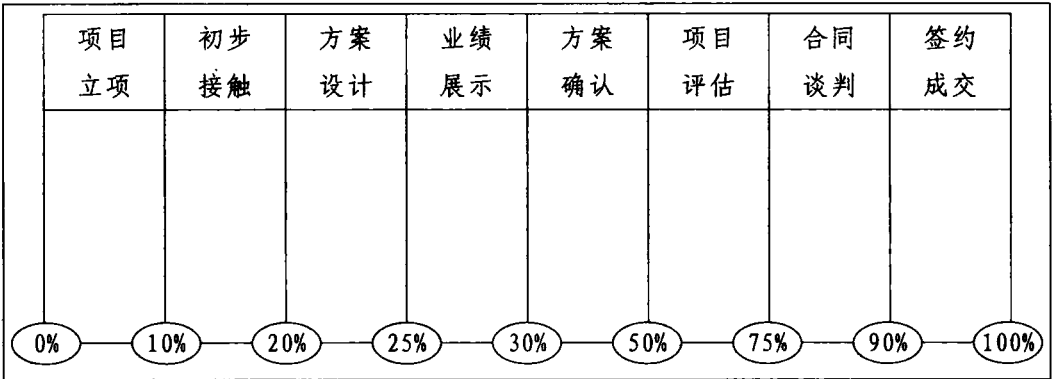 项目 初步 方案 业绩 方案 项目 合同 签约
立项 接触 设计 展示 确认 评估 谈判 成交
0% 10% 20% 25% 30% 50% 75% 90% 100%